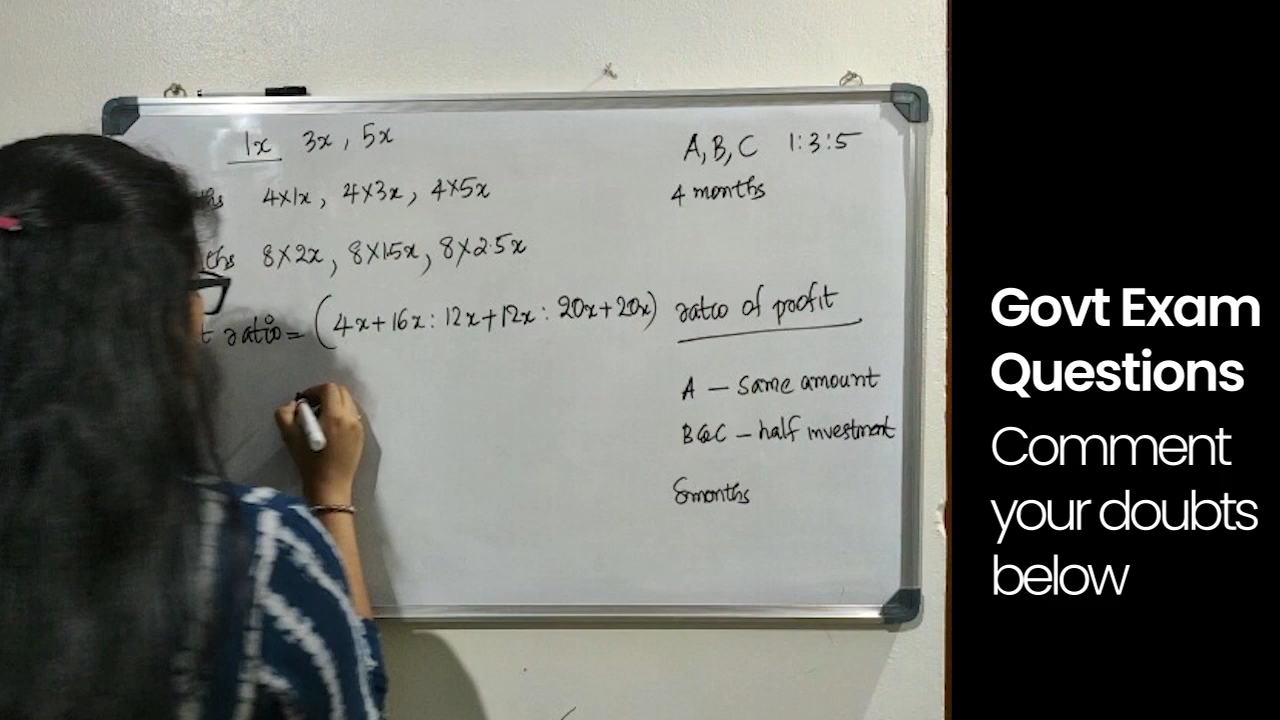 1x 3x, 5x
4X1x, 4X3x, 4X5x
8X2x, 8X1.5x, 8X2.5x
ratio = (4x+16x : 12x+12x : 20x+20x)
A, B, C 1:3:5
4 months
ratio of profit
A – Same amount
B&C – half investment
8months
Govt Exam
Questions
Comment
your doubts
below